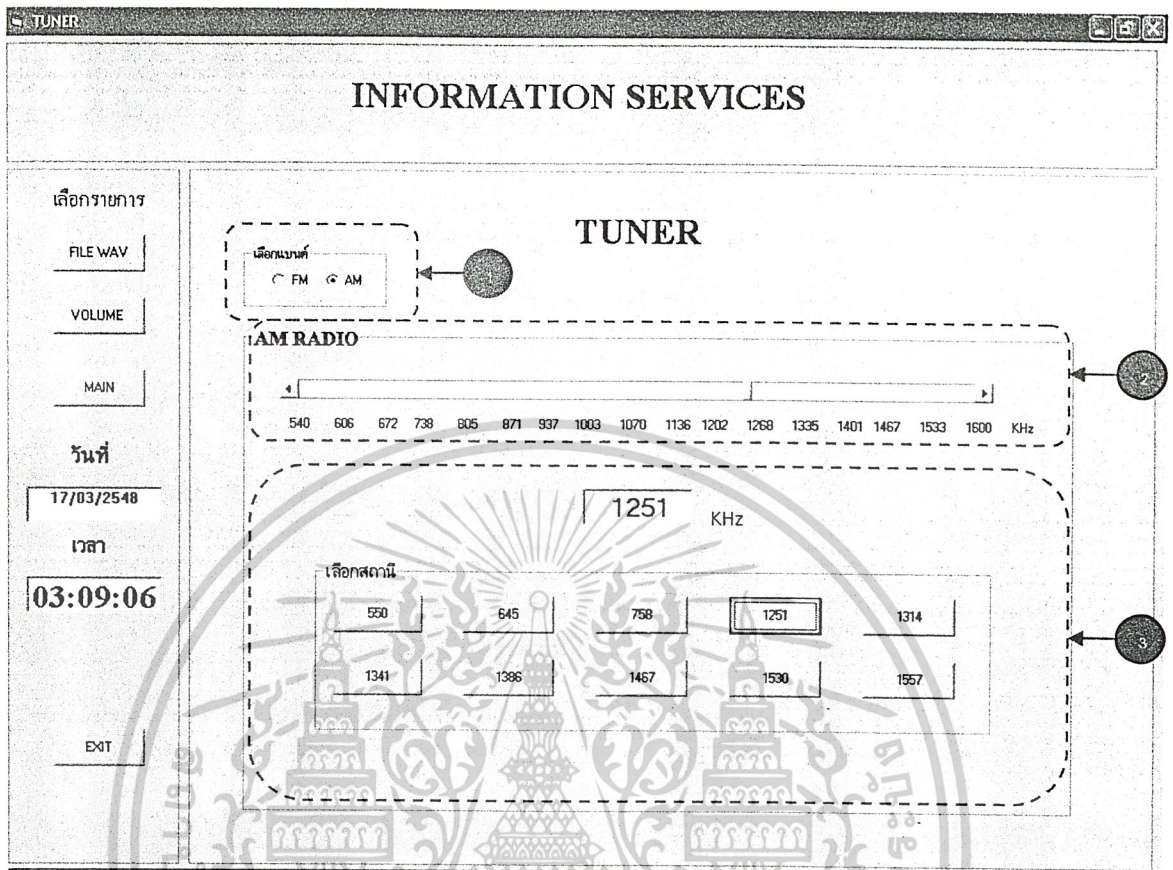 TUNER
INFORMATION SERVICES
เลือกรายการ
FILE WAV
VOLUME
MAIN
วันที่
17/03/2548
เวลา
03:09:06
EXIT
TUNER
เลือกแบนด์
FM AM
1
AM RADIO
2
540 606 672 738 805 871 937 1003 1070 1136 1202 1268 1335 1401 1467 1533 1600 KHz
1251 KHz
เลือกสถานี
550 645 758 1251 1314
3
1341 1386 1467 1530 1557